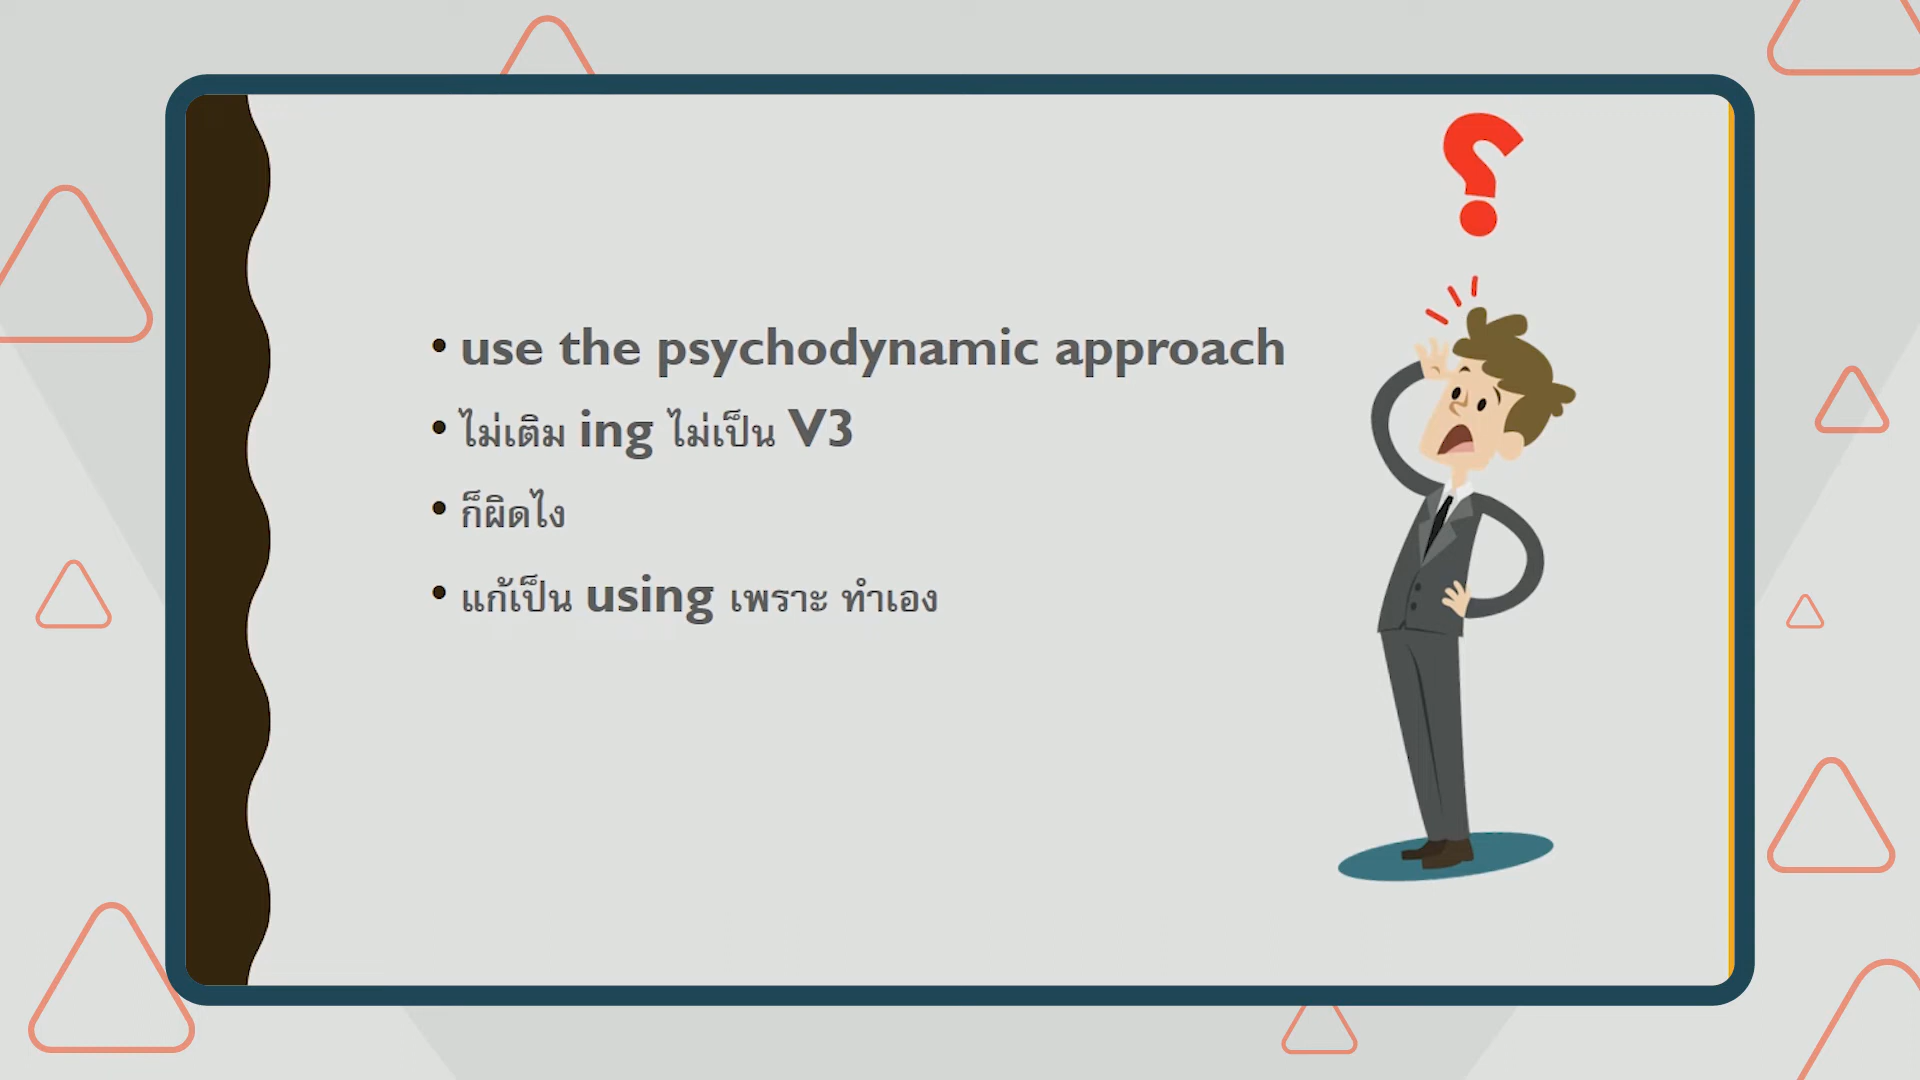 • use the psychodynamic approach
• ไม่เติม ing ไม่เป็น V3
• ก็ผิดไง
• แก้เป็น using เพราะ ทำเอง